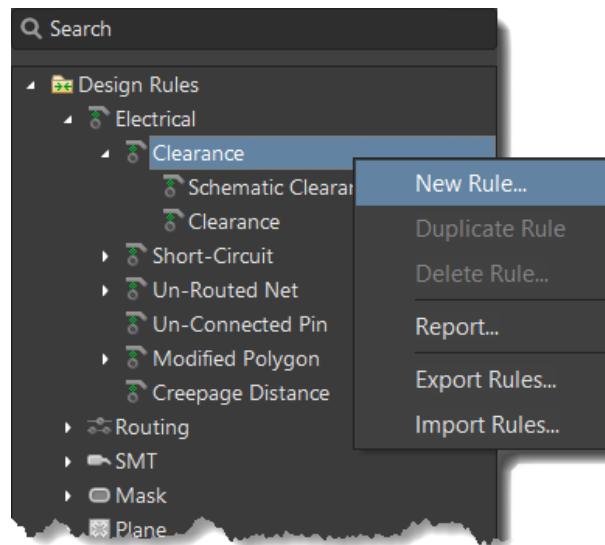 Search
Design Rules
Electrical
Clearance
Schematic
Clearance
Short-Circuit
Un-Routed Net
Un-Connected Pin
Modified Polygon
Creepage Distance
Routing
SMT
Mask
Plane
New Rule...
Duplicate Rule
Delete Rule...
Report...
Export Rules...
Import Rules...